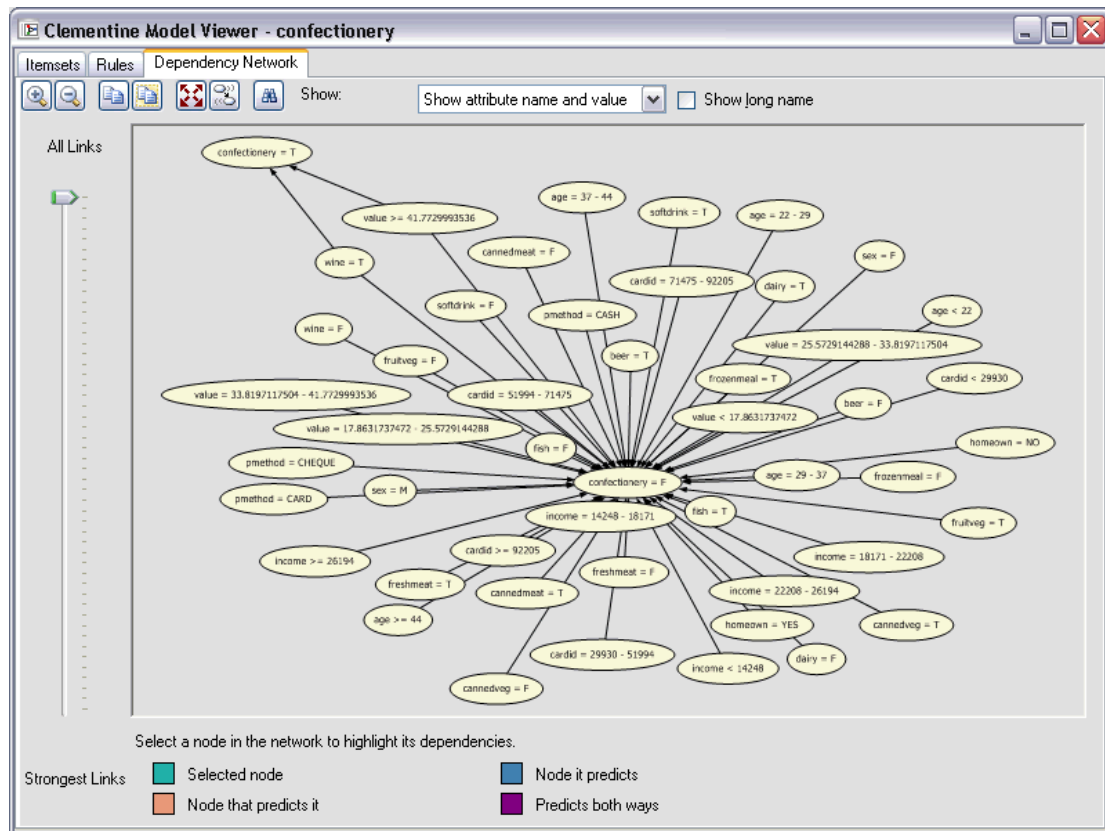 Clementine Model Viewer - confectionery
Itemsets Rules Dependency Network
Show: Show attribute name and value Show long name
All Links
confectionery = T
age = 37 - 44
softdrink = T
age = 22 - 29
value >= 41.7729993536
cannedmeat = F
sex = F
wine = T
cardid = 71475 - 92205
dairy = T
softdrink = F
pmethod = CASH
age < 22
wine = F
value = 25.5729144288 - 33.8197117504
beer = T
fruitveg = F
frozenmeal = T
cardid < 29930
value = 33.8197117504 - 41.7729993536
cardid = 51994 - 71475
beer = F
value < 17.8631737472
value = 17.8631737472 - 25.5729144288
homeown = NO
fish = F
pmethod = CHEQUE
age = 29 - 37
frozenmeal = F
confectionery = F
sex = M
pmethod = CARD
fish = T
income = 14248 - 18171
fruitveg = T
cardid >= 92205
income = 18171 - 22208
income >= 26194
freshmeat = F
freshmeat = T
cannedmeat = T
income = 22208 - 26194
age >= 44
homeown = YES
cannedveg = T
cardid = 29930 - 51994
dairy = F
income < 14248
cannedveg = F
Select a node in the network to highlight its dependencies.
Strongest Links
Selected node
Node it predicts
Node that predicts it
Predicts both ways